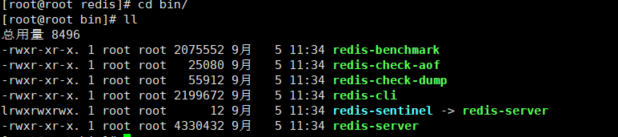 [root@root redis]# cd bin/
[root@root bin]# ll
总用量 8496
-rwxr-xr-x. 1 root root 2075552 9月   5 11:34 redis-benchmark
-rwxr-xr-x. 1 root root   25080 9月   5 11:34 redis-check-aof
-rwxr-xr-x. 1 root root   55912 9月   5 11:34 redis-check-dump
-rwxr-xr-x. 1 root root 2199672 9月   5 11:34 redis-cli
lrwxrwxrwx. 1 root root      12 9月   5 11:34 redis-sentinel -> redis-server
-rwxr-xr-x. 1 root root 4330432 9月   5 11:34 redis-server